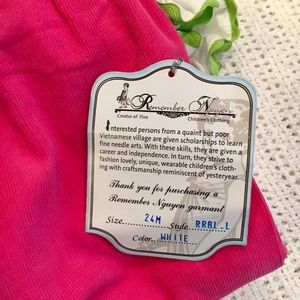 Remember Nguyen
Creator of Fine Children's Clothing
Interested persons from a quaint but poor
Vietnamese village are given scholarships to learn
fine needle arts. With these skills, they are given a
career and independence. In turn, they strive to
fashion lovely, unique, wearable children's cloth-
ing with craftsmanship reminiscent of yesteryear.
Thank you for purchasing a
Remember Nguyen garmant
Size 24M Style RRBL-L
Color WHITE